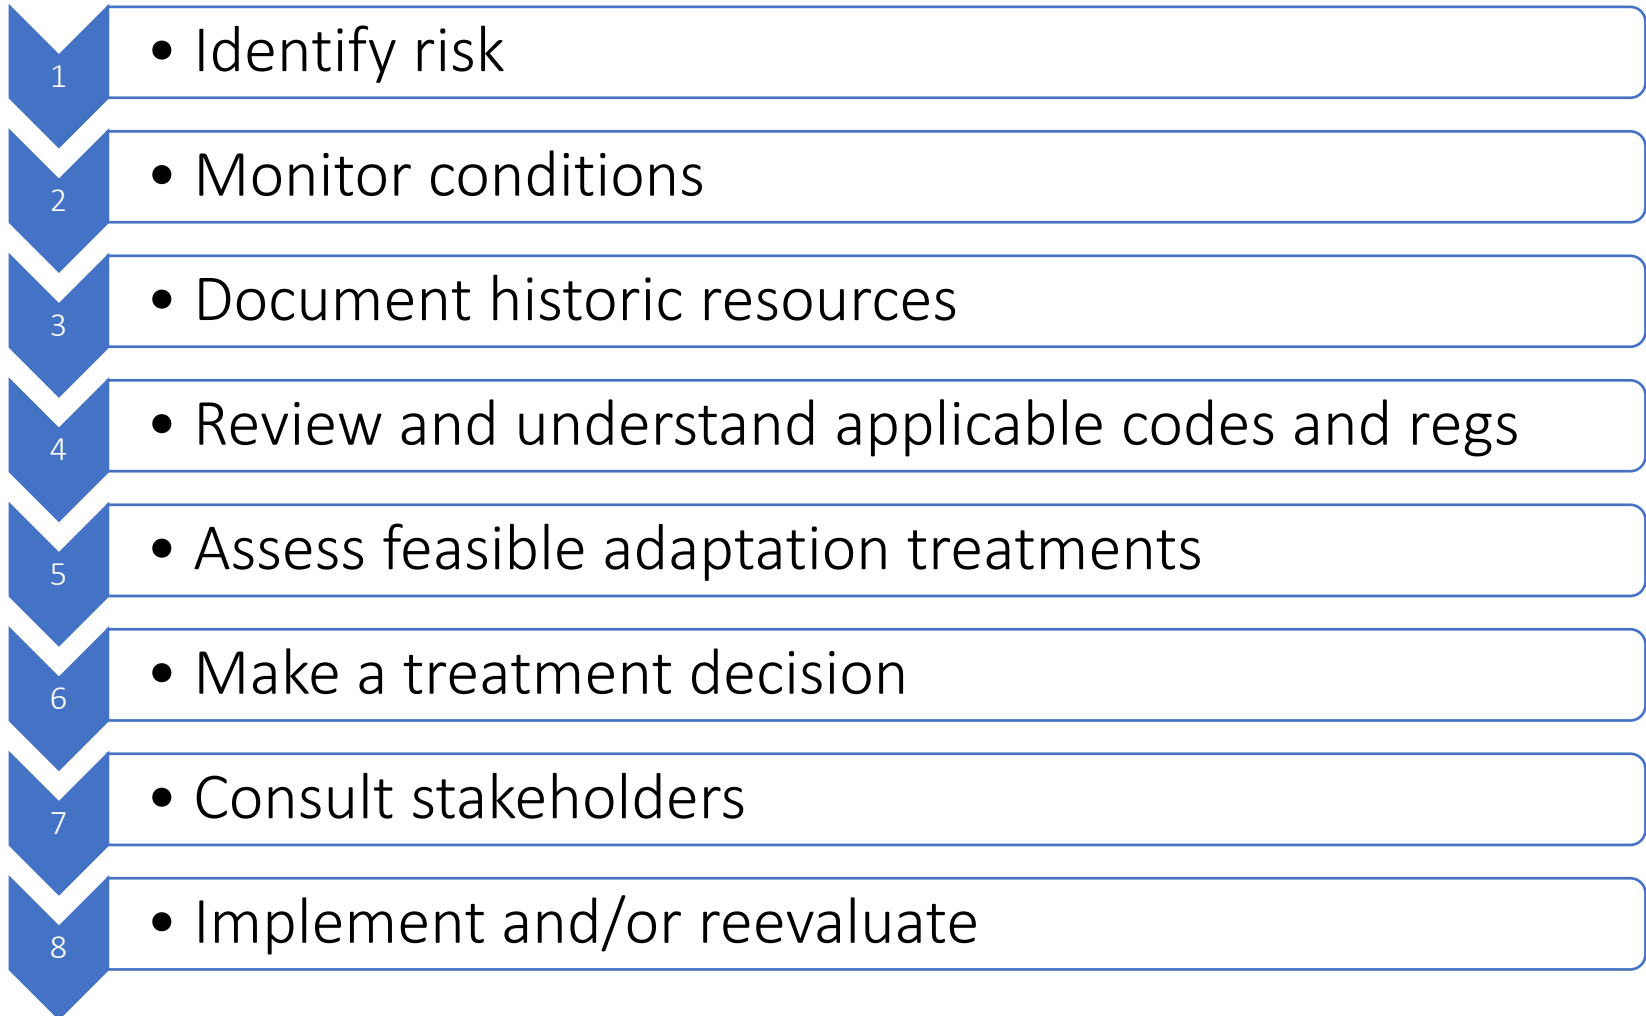 1
• Identify risk
2
• Monitor conditions
3
• Document historic resources
4
• Review and understand applicable codes and regs
5
• Assess feasible adaptation treatments
6
• Make a treatment decision
7
• Consult stakeholders
8
• Implement and/or reevaluate